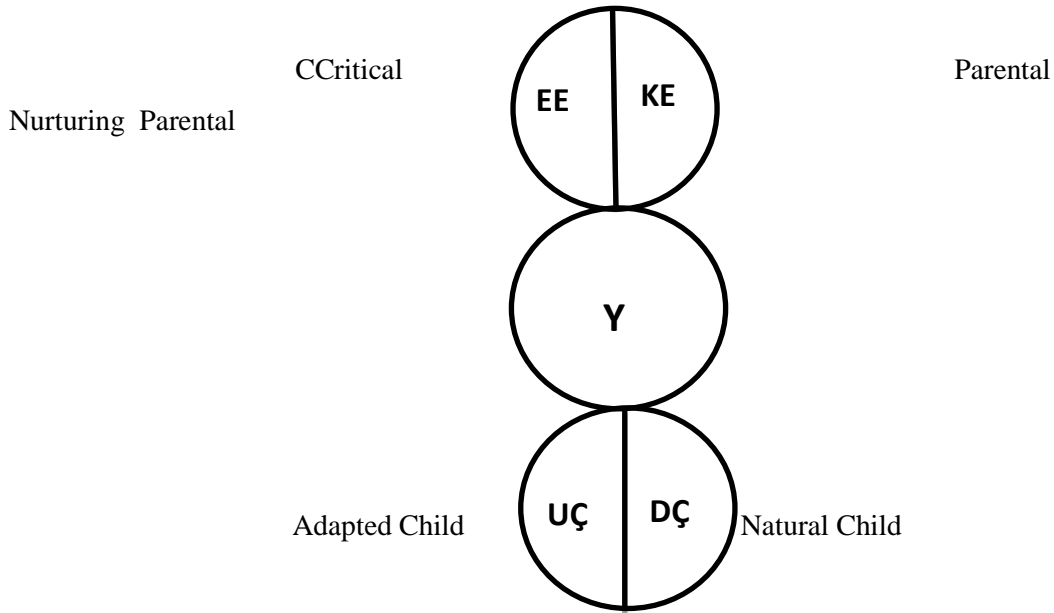 CCritical Parental
Nurturing Parental
EE KE
Y
UÇ DÇ
Adapted Child Natural Child